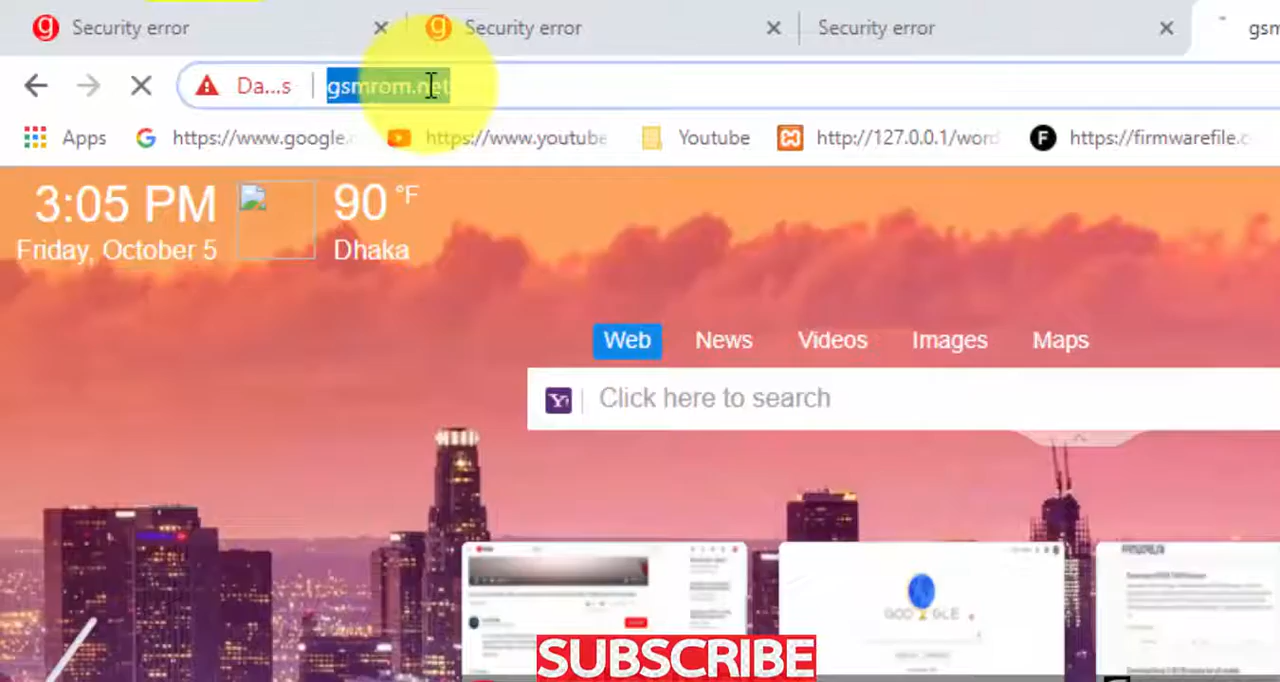 Security error
Security error
Security error
gsm
Da...s
gsmrom.net
Apps
https://www.google.
https://www.youtube
Youtube
http://127.0.0.1/word
https://firmwarefile.c
3:05 PM
90 °F
Friday, October 5
Dhaka
Web
News
Videos
Images
Maps
Click here to search
GOO GLE
SUBSCRIBE